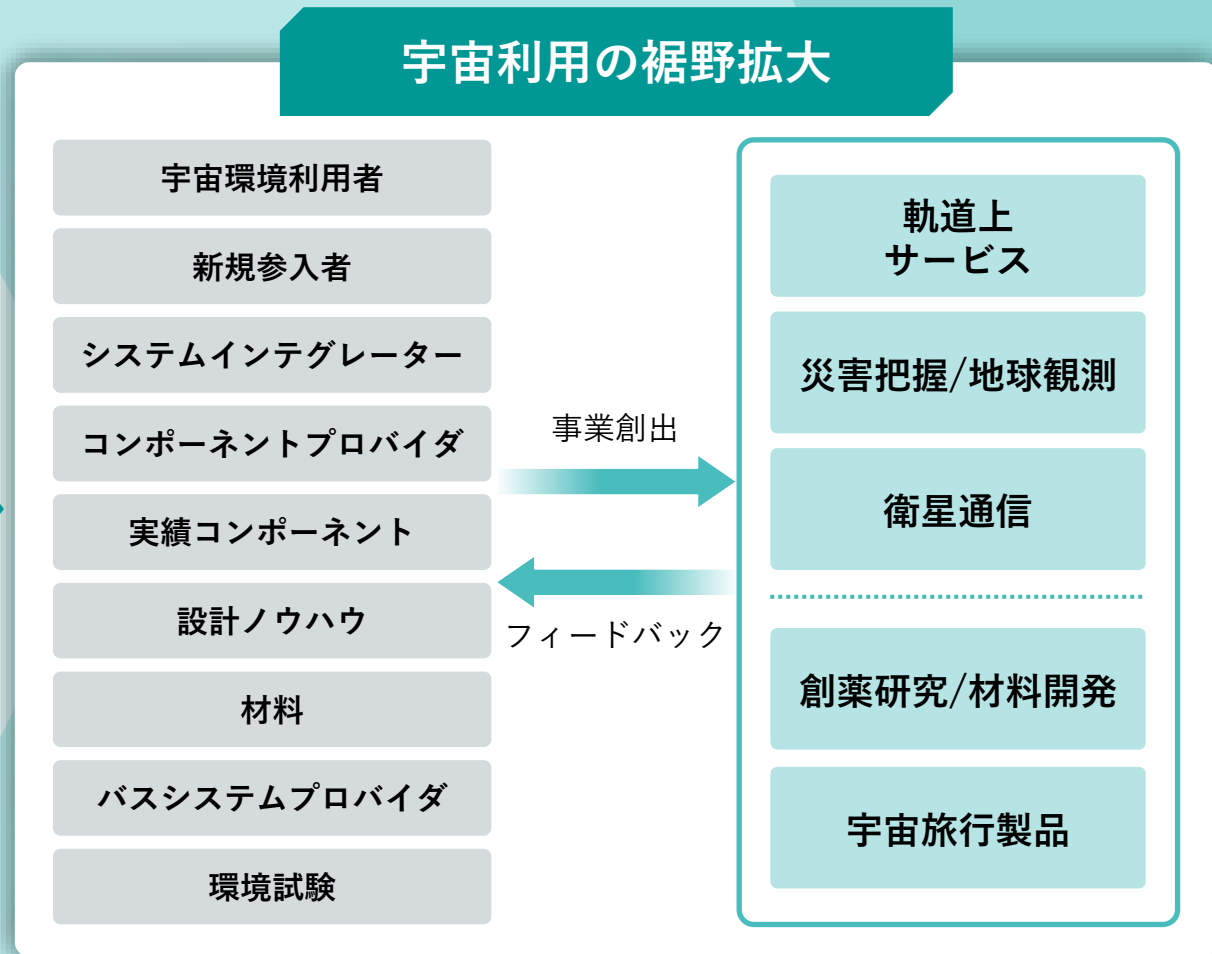 宇宙利用の裾野拡大
宇宙環境利用者
新規参入者
システムインテグレーター
コンポーネントプロバイダ
実績コンポーネント
設計ノウハウ
材料
バスシステムプロバイダ
環境試験
事業創出
フィードバック
軌道上
サービス
災害把握/地球観測
衛星通信
創薬研究/材料開発
宇宙旅行製品